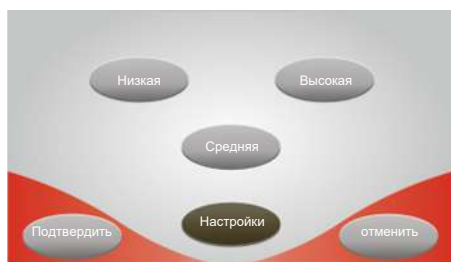 Низкая
Высокая
Средняя
Настройки
Подтвердить
отменить